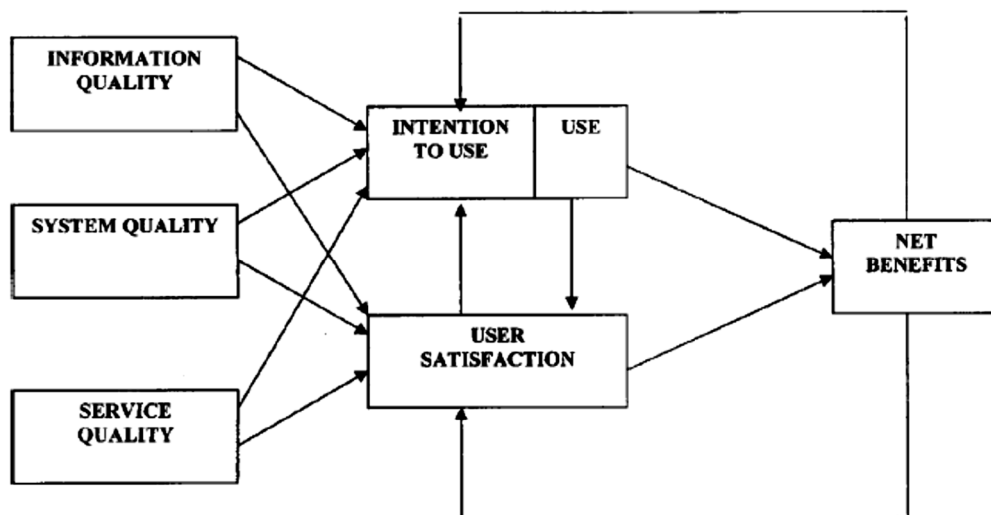 INFORMATION
QUALITY
INTENTION
TO USE
USE
SYSTEM QUALITY
NET
BENEFITS
USER
SATISFACTION
SERVICE
QUALITY